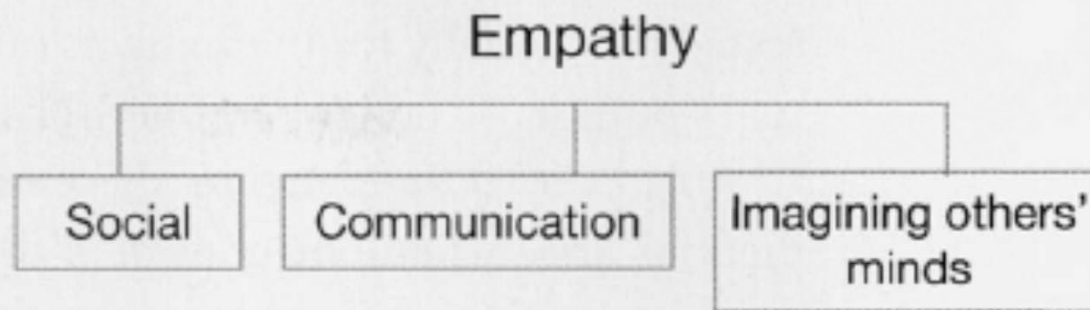 Empathy
Social
Communication
Imagining others'
minds